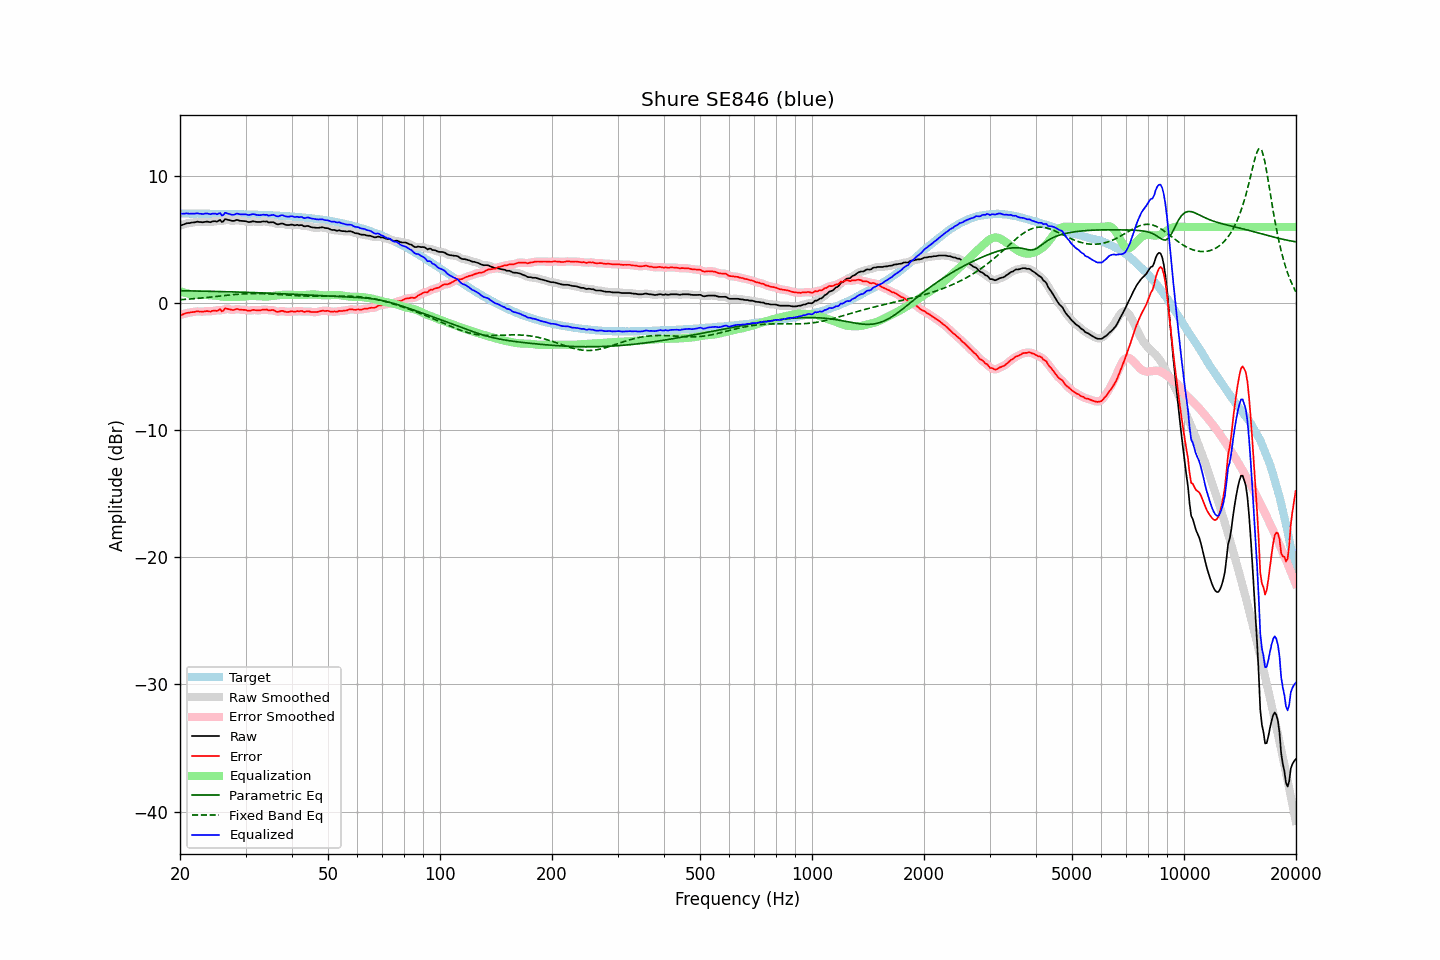 Shure SE846 (blue)
10
0
−10
−20
−30
−40
Amplitude (dBr)
Target
Raw Smoothed
Error Smoothed
Raw
Error
Equalization
Parametric Eq
Fixed Band Eq
Equalized
20 50 100 200 500 1000 2000 5000 10000 20000
Frequency (Hz)